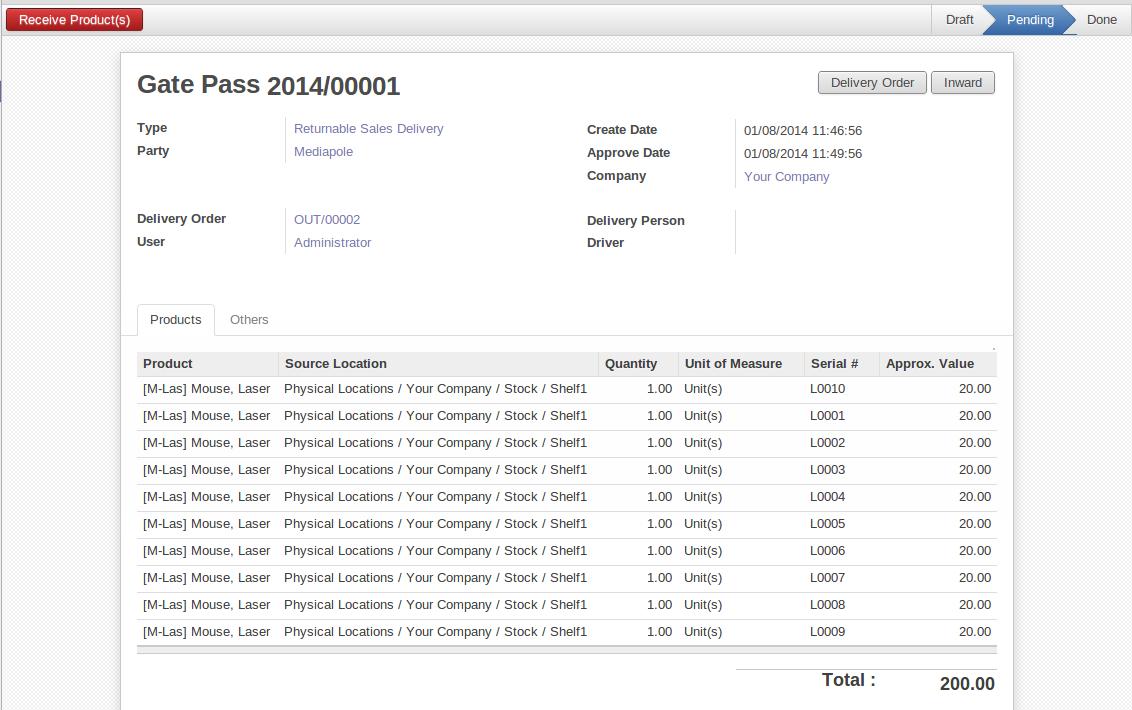 Receive Product(s) Draft Pending Done
Gate Pass 2014/00001 Delivery Order Inward
Type Returnable Sales Delivery Create Date 01/08/2014 11:46:56
Party Mediapole Approve Date 01/08/2014 11:49:56
Company Your Company
Delivery Order OUT/00002 Delivery Person
User Administrator Driver
Products Others
Product Source Location Quantity Unit of Measure Serial # Approx. Value
[M-Las] Mouse, Laser Physical Locations / Your Company / Stock / Shelf1 1.00 Unit(s) L0010 20.00
[M-Las] Mouse, Laser Physical Locations / Your Company / Stock / Shelf1 1.00 Unit(s) L0001 20.00
[M-Las] Mouse, Laser Physical Locations / Your Company / Stock / Shelf1 1.00 Unit(s) L0002 20.00
[M-Las] Mouse, Laser Physical Locations / Your Company / Stock / Shelf1 1.00 Unit(s) L0003 20.00
[M-Las] Mouse, Laser Physical Locations / Your Company / Stock / Shelf1 1.00 Unit(s) L0004 20.00
[M-Las] Mouse, Laser Physical Locations / Your Company / Stock / Shelf1 1.00 Unit(s) L0005 20.00
[M-Las] Mouse, Laser Physical Locations / Your Company / Stock / Shelf1 1.00 Unit(s) L0006 20.00
[M-Las] Mouse, Laser Physical Locations / Your Company / Stock / Shelf1 1.00 Unit(s) L0007 20.00
[M-Las] Mouse, Laser Physical Locations / Your Company / Stock / Shelf1 1.00 Unit(s) L0008 20.00
[M-Las] Mouse, Laser Physical Locations / Your Company / Stock / Shelf1 1.00 Unit(s) L0009 20.00
Total : 200.00